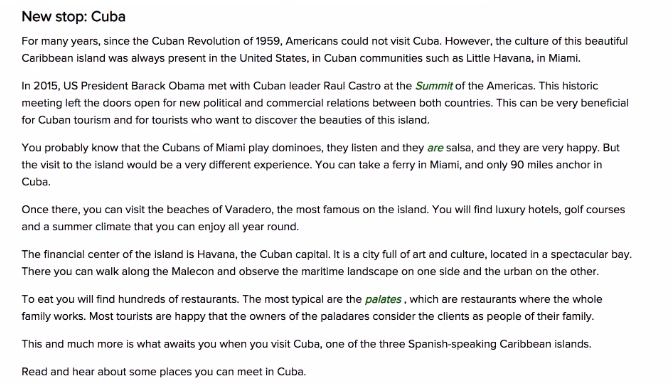 New stop: Cuba
For many years, since the Cuban Revolution of 1959, Americans could not visit Cuba. However, the culture of this beautiful
Caribbean island was always present in the United States, in Cuban communities such as Little Havana, in Miami.
In 2015, US President Barack Obama met with Cuban leader Raul Castro at the Summit of the Americas. This historic
meeting left the doors open for new political and commercial relations between both countries. This can be very beneficial
for Cuban tourism and for tourists who want to discover the beauties of this island.
You probably know that the Cubans of Miami play dominoes, they listen and they are salsa, and they are very happy. But
the visit to the island would be a very different experience. You can take a ferry in Miami, and only 90 miles anchor in
Cuba.
Once there, you can visit the beaches of Varadero, the most famous on the island. You will find luxury hotels, golf courses
and a summer climate that you can enjoy all year round.
The financial center of the island is Havana, the Cuban capital. It is a city full of art and culture, located in a spectacular bay.
There you can walk along the Malecon and observe the maritime landscape on one side and the urban on the other.
To eat you will find hundreds of restaurants. The most typical are the palates , which are restaurants where the whole
family works. Most tourists are happy that the owners of the paladares consider the clients as people of their family.
This and much more is what awaits you when you visit Cuba, one of the three Spanish-speaking Caribbean islands.
Read and hear about some places you can meet in Cuba.